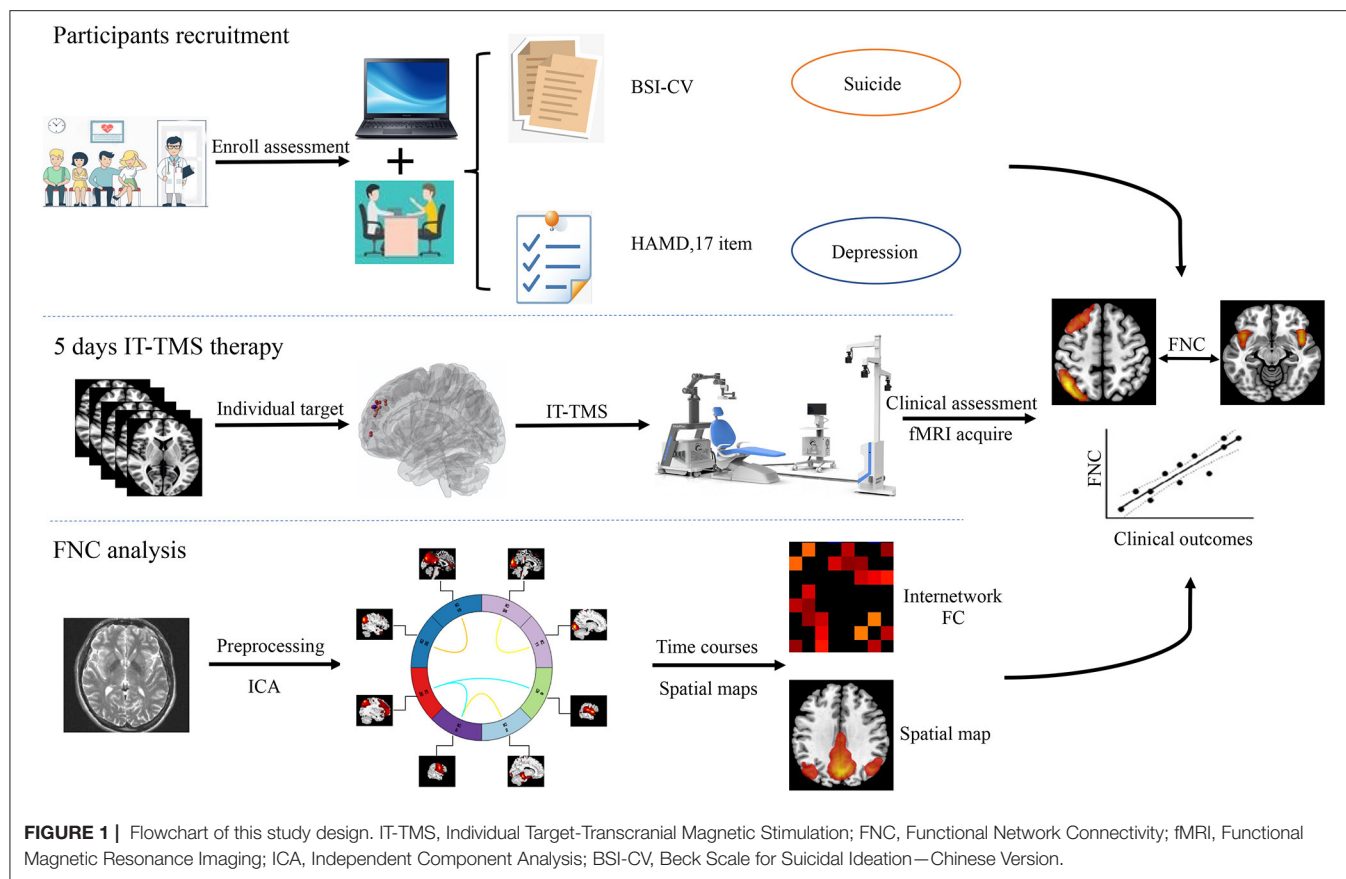 Participants recruitment
Enroll assessment
+
BSI-CV
Suicide
HAMD,17 item
Depression
5 days IT-TMS therapy
Individual target
IT-TMS
Clinical assessment
fMRI acquire
FNC
FNC
Clinical outcomes
FNC analysis
Preprocessing
ICA
Time courses
Spatial maps
Internetwork
FC
Spatial map
FIGURE 1 | Flowchart of this study design. IT-TMS, Individual Target-Transcranial Magnetic Stimulation; FNC, Functional Network Connectivity; fMRI, Functional
Magnetic Resonance Imaging; ICA, Independent Component Analysis; BSI-CV, Beck Scale for Suicidal Ideation—Chinese Version.